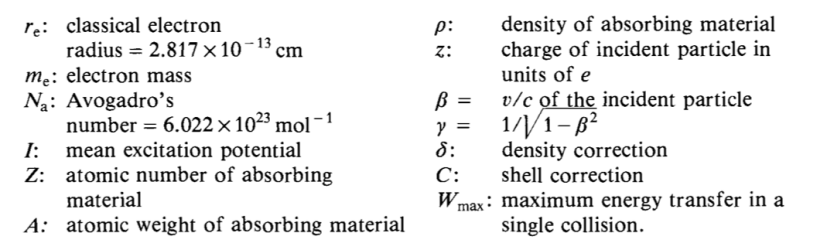 rₑ: classical electron
radius = 2.817 × 10⁻¹³ cm
mₑ: electron mass
Nₐ: Avogadro's
number = 6.022 × 10²³ mol⁻¹
I: mean excitation potential
Z: atomic number of absorbing
material
A: atomic weight of absorbing material
ρ: density of absorbing material
z: charge of incident particle in
units of e
β = v/c of the incident particle
γ = 1/√1−β²
δ: density correction
C: shell correction
W_max: maximum energy transfer in a
single collision.